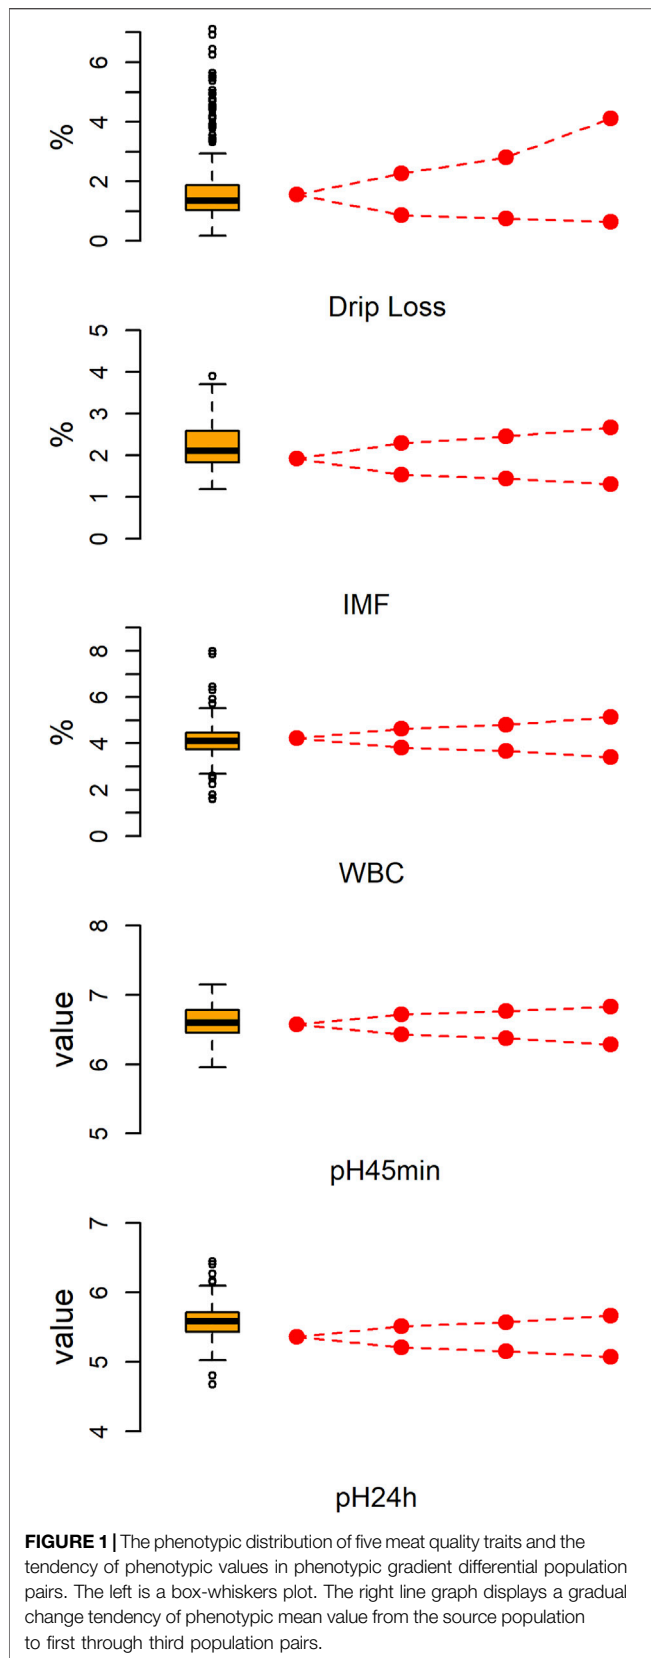 6
4
2
0
%
Drip Loss
5
4
3
2
1
0
%
IMF
8
6
4
2
0
%
WBC
8
7
6
5
value
pH45min
7
6
5
4
value
pH24h
FIGURE 1 | The phenotypic distribution of five meat quality traits and the
tendency of phenotypic values in phenotypic gradient differential population
pairs. The left is a box-whiskers plot. The right line graph displays a gradual
change tendency of phenotypic mean value from the source population
to first through third population pairs.